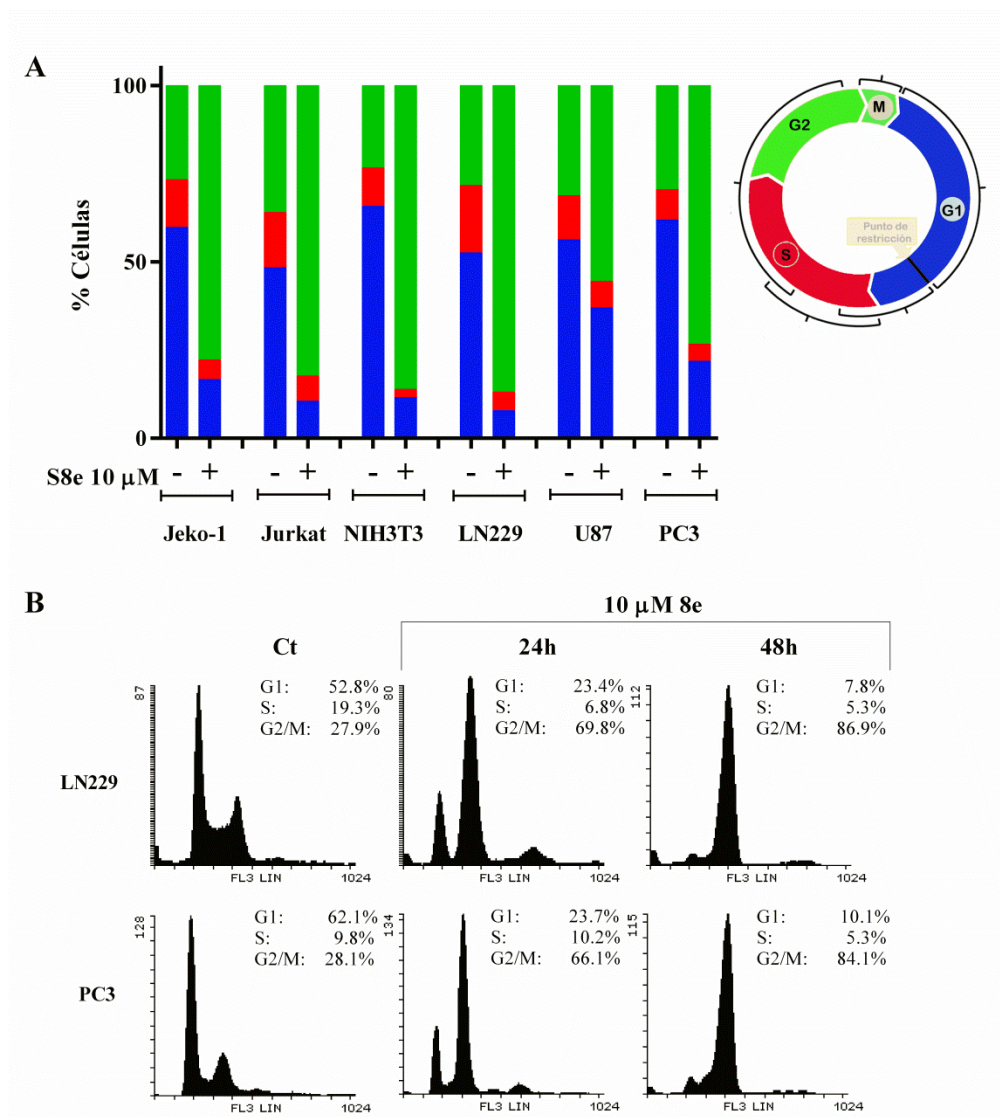 A
100
50
0
% Células
S8e 10 μM
- + - + - + - + - + - +
Jeko-1 Jurkat NIH3T3 LN229 U87 PC3
M
G2
G1
Punto de
restricción
S
B
10 μM 8e
Ct 24h 48h
LN229
87
G1: 52.8%
S: 19.3%
G2/M: 27.9%
FL3 LIN 1024
80
G1: 23.4%
S: 6.8%
G2/M: 69.8%
FL3 LIN 1024
112
G1: 7.8%
S: 5.3%
G2/M: 86.9%
FL3 LIN 1024
PC3
128
G1: 62.1%
S: 9.8%
G2/M: 28.1%
FL3 LIN 1024
134
G1: 23.7%
S: 10.2%
G2/M: 66.1%
FL3 LIN 1024
115
G1: 10.1%
S: 5.3%
G2/M: 84.1%
FL3 LIN 1024